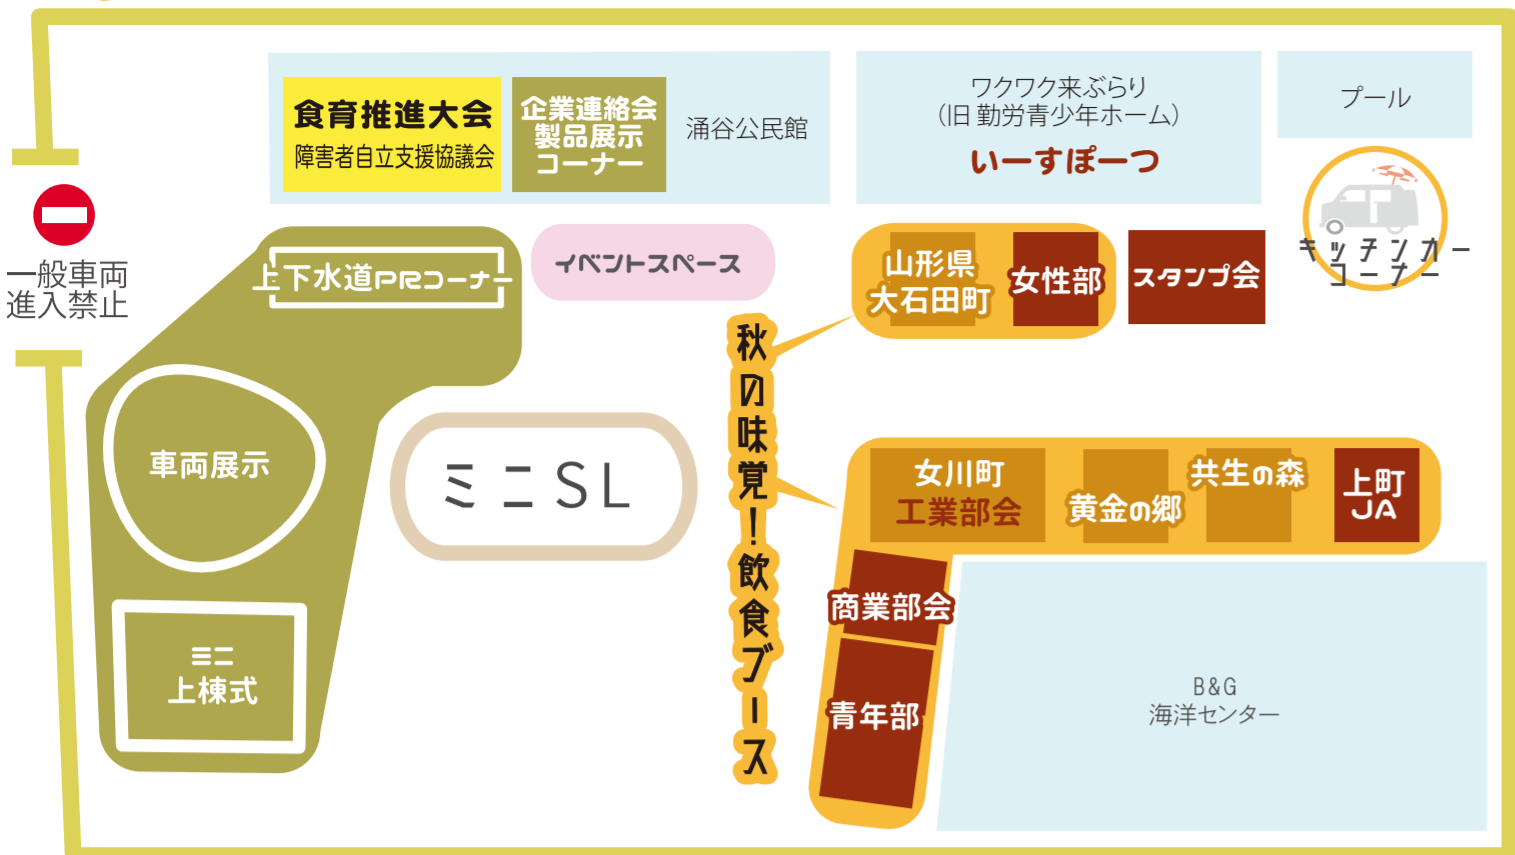 食育推進大会
障害者自立支援協議会
企業連絡会
製品展示
コーナー
涌谷公民館
ワクワク来ぶらり
(旧 勤労青少年ホーム)
いーすぽーつ
プール
キッチンカー
コーナー
一般車両
進入禁止
上下水道PRコーナー
イベントスペース
山形県
大石田町
女性部
スタンプ会
秋の味覚!飲食ブース
車両展示
ミニSL
女川町
工業部会
黄金の郷
共生の森
上町
JA
商業部会
青年部
ミニ
上棟式
B&G
海洋センター